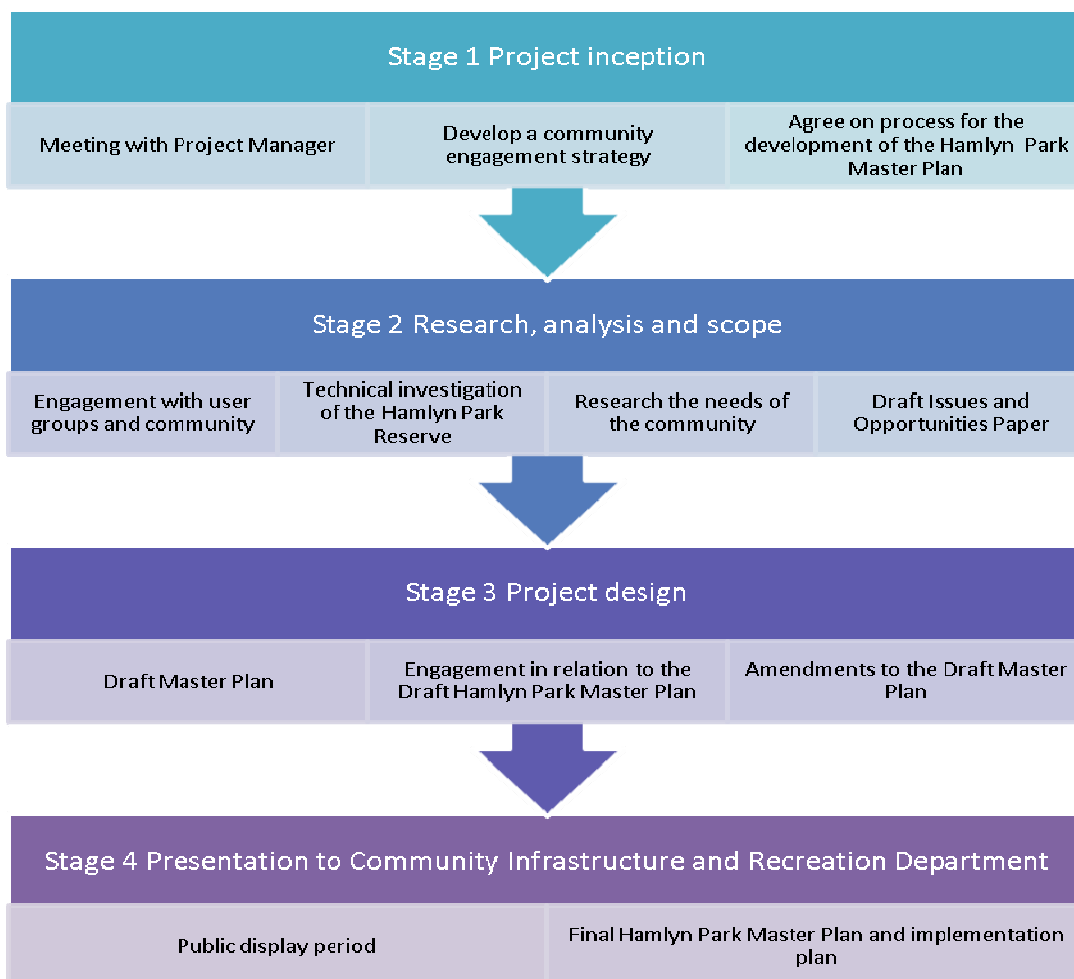 Stage 1 Project inception
Meeting with Project Manager
Develop a community
engagement strategy
Agree on process for the
development of the Hamlyn Park
Master Plan
Stage 2 Research, analysis and scope
Engagement with user
groups and community
Technical investigation
of the Hamlyn Park
Reserve
Research the needs of
the community
Draft Issues and
Opportunities Paper
Stage 3 Project design
Draft Master Plan
Engagement in relation to the
Draft Hamlyn Park Master Plan
Amendments to the Draft Master
Plan
Stage 4 Presentation to Community Infrastructure and Recreation Department
Public display period
Final Hamlyn Park Master Plan and implementation
plan